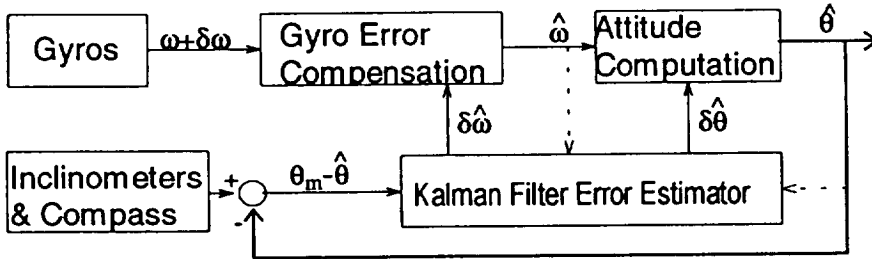 Gyros
ω+δω
Gyro Error
Compensation
ω̂
Attitude
Computation
θ̂
δω̂
δθ̂
Inclinometers
& Compass
+
-
θₘ-θ̂
Kalman Filter Error Estimator